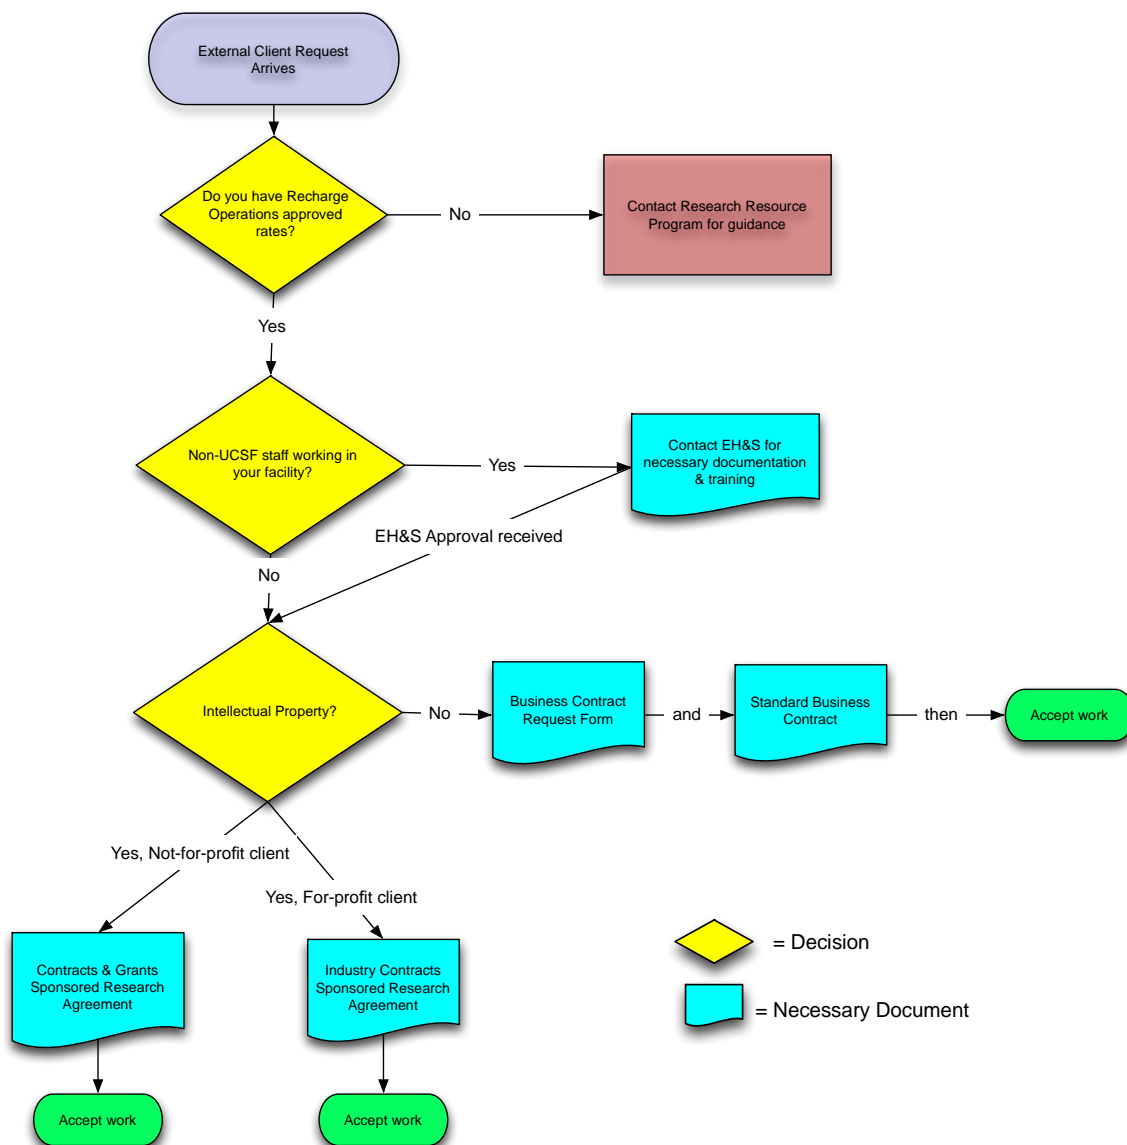 External Client Request
Arrives
Do you have Recharge
Operations approved
rates?
No
Contact Research Resource
Program for guidance
Yes
Non-UCSF staff working in
your facility?
Yes
Contact EH&S for
necessary documentation
& training
EH&S Approval received
No
Intellectual Property?
No
Business Contract
Request Form
and
Standard Business
Contract
then
Accept work
Yes, Not-for-profit client
Yes, For-profit client
Contracts & Grants
Sponsored Research
Agreement
Industry Contracts
Sponsored Research
Agreement
= Decision
= Necessary Document
Accept work
Accept work